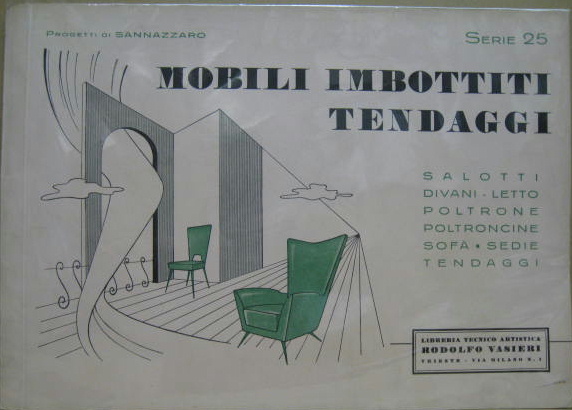 PROGETTI DI SANNAZZARO
SERIE 25
MOBILI IMBOTTITI
TENDAGGI
SALOTTI
DIVANI - LETTO
POLTRONE
POLTRONCINE
SOFÀ • SEDIE
TENDAGGI
LIBRERIA TECNICO ARTISTICA
RODOLFO VASIERI
TRIESTE - VIA MILANO N. 1